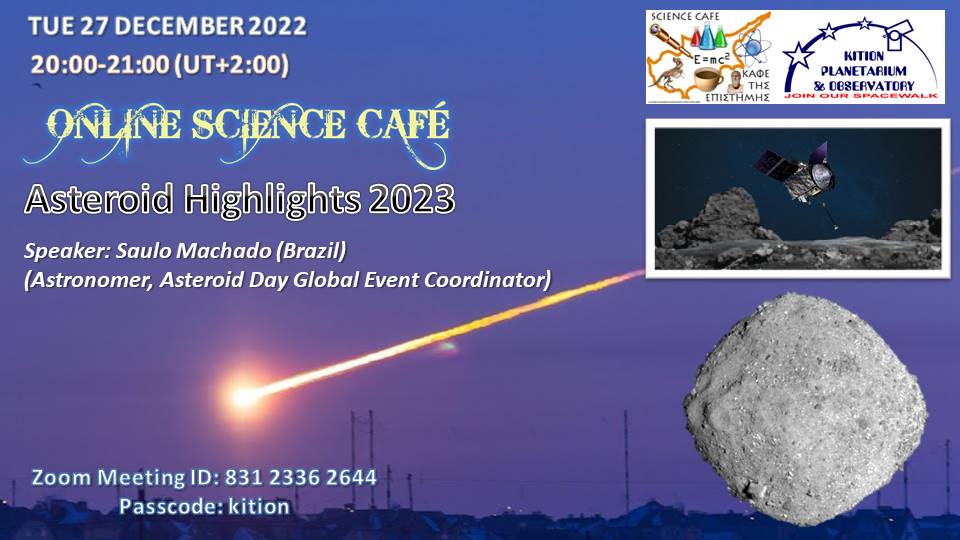 TUE 27 DECEMBER 2022
20:00-21:00 (UT+2:00)
ONLINE SCIENCE CAFÉ
Asteroid Highlights 2023
Speaker: Saulo Machado (Brazil)
(Astronomer, Asteroid Day Global Event Coordinator)
Zoom Meeting ID: 831 2336 2644
Passcode: kition
SCIENCE CAFE
E=mc²
ΚΑΦΕ
ΤΗΣ
ΕΠΙΣΤΗΜΗΣ
KITION
PLANETARIUM
& OBSERVATORY
JOIN OUR SPACEWALK